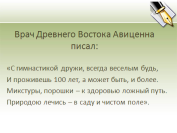 Врач Древнего Востока Авиценна
писал:
«С гимнастикой дружи, всегда веселым будь,
И проживешь 100 лет, а может быть, и более.
Микстуры, порошки – к здоровью ложный путь.
Природою лечись – в саду и чистом поле».